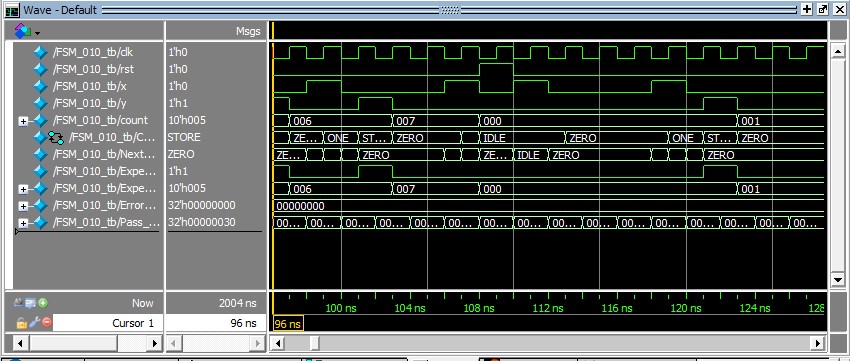 Wave - Default
Msgs
/FSM_010_tb/clk 1'h0
/FSM_010_tb/rst 1'h0
/FSM_010_tb/x 1'h0
/FSM_010_tb/y 1'h1
/FSM_010_tb/count 10'h005 006 007 000 001
/FSM_010_tb/C... STORE ZE... ONE ST... ZERO IDLE ZERO ONE ST... ZERO
/FSM_010_tb/Next... ZERO ZE... ZERO ZE... IDLE ZERO ZERO
/FSM_010_tb/Expe... 1'h1
/FSM_010_tb/Expe... 10'h005 006 007 000 001
/FSM_010_tb/Error... 32'h00000000 00000000
/FSM_010_tb/Pass_... 32'h00000030 00... 00... 00... 00... 00... 00... 00... 00... 00... 00... 00... 00... 00... 00... 00... 00...
Now 2004 ns 100 ns 104 ns 108 ns 112 ns 116 ns 120 ns 124 ns 128
Cursor 1 96 ns 96 ns